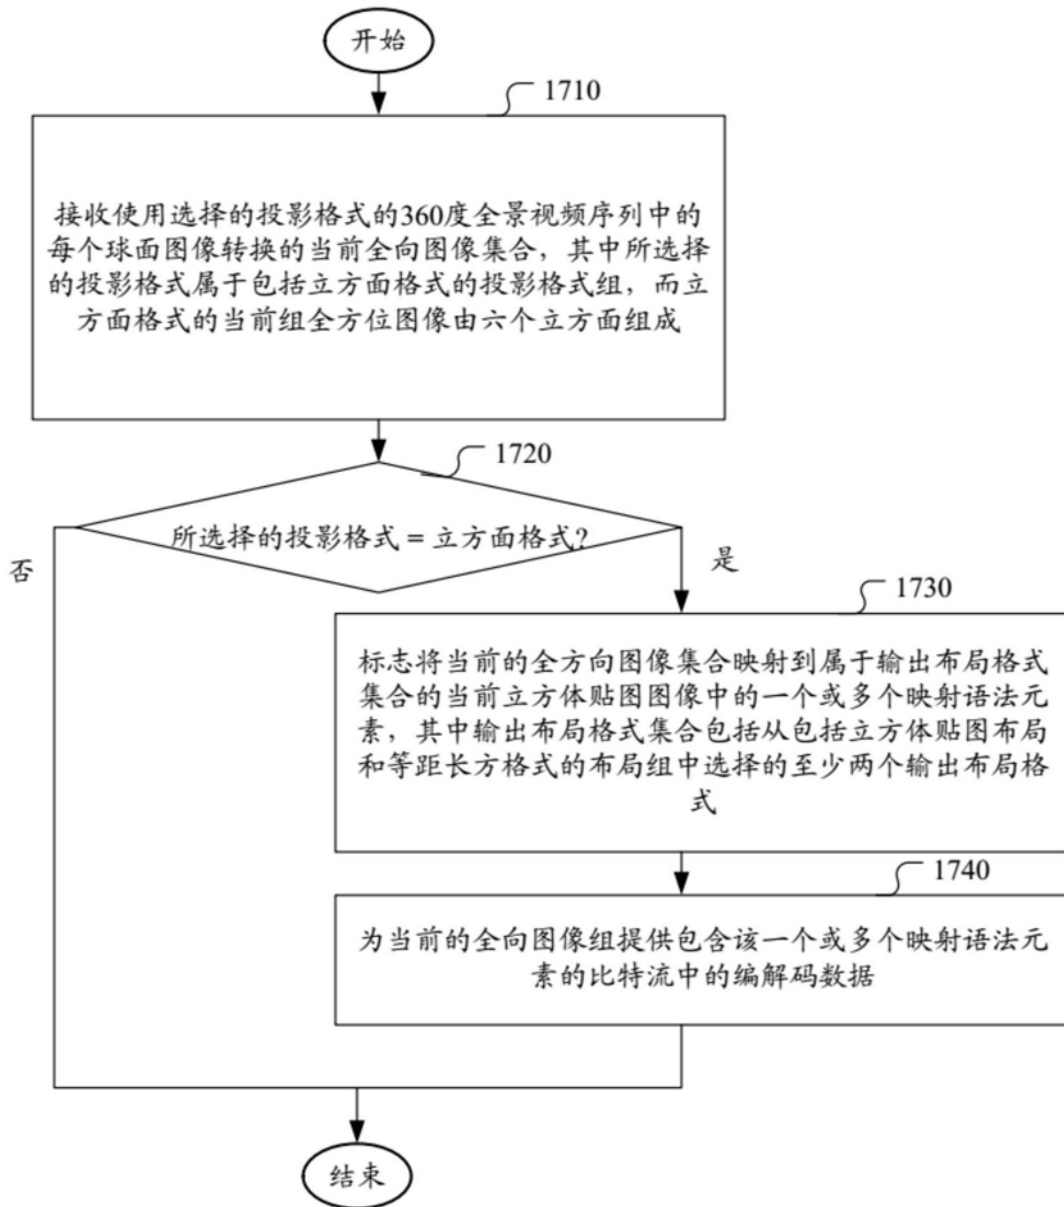 开始
1710
接收使用选择的投影格式的360度全景视频序列中的
每个球面图像转换的当前全向图像集合，其中所选择
的投影格式属于包括立方面格式的投影格式组，而立
方面格式的当前组全方位图像由六个立方面组成
1720
所选择的投影格式 = 立方面格式?
否
是
1730
标志将当前的全方向图像集合映射到属于输出布局格式
集合的当前立方体贴图图像中的一个或多个映射语法元
素，其中输出布局格式集合包括从包括立方体贴图布局
和等距长方格式的布局组中选择的至少两个输出布局格
式
1740
为当前的全向图像组提供包含该一个或多个映射语法元
素的比特流中的编解码数据
结束